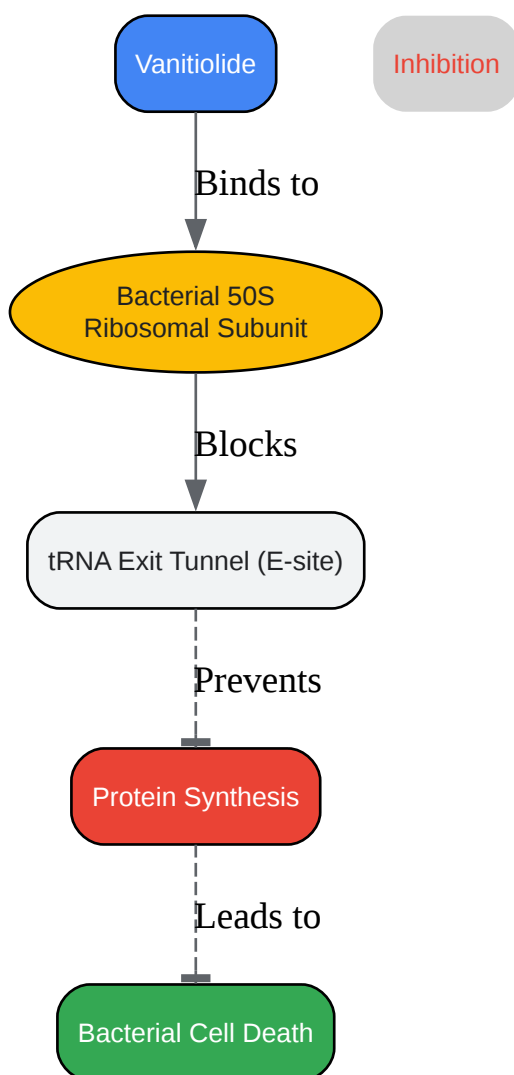 Vanitiolide
Inhibition
Binds to
Bacterial 50S
Ribosomal Subunit
Blocks
tRNA Exit Tunnel (E-site)
Prevents
Protein Synthesis
Leads to
Bacterial Cell Death